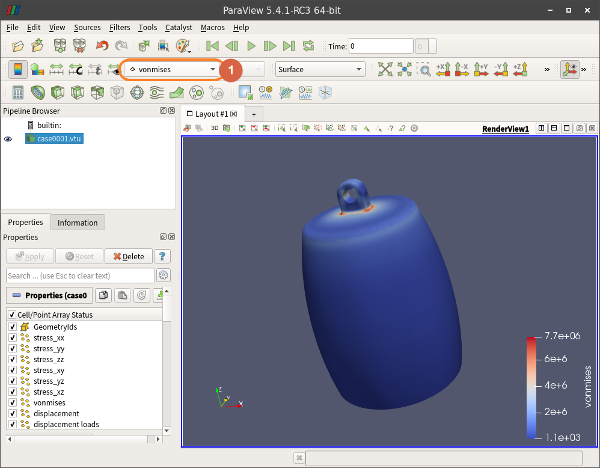 ParaView 5.4.1-RC3 64-bit
File Edit View Sources Filters Tools Catalyst Macros Help
Time: 0 0
vonmises 1 Surface
+X -X +Y -Y +Z
Pipeline Browser
builtin:
case0001.vtu
Properties Information
Properties
Apply Reset Delete ?
Search ... (use Esc to clear text)
Properties (case0
Cell/Point Array Status
GeometryIds
stress_xx
stress_yy
stress_zz
stress_xy
stress_yz
stress_xz
vonmises
displacement
displacement loads
Layout #1 +
3D RenderView1
7.7e+06
6e+6
4e+6
2e+6
1.1e+03
vonmises
Z
Y
X